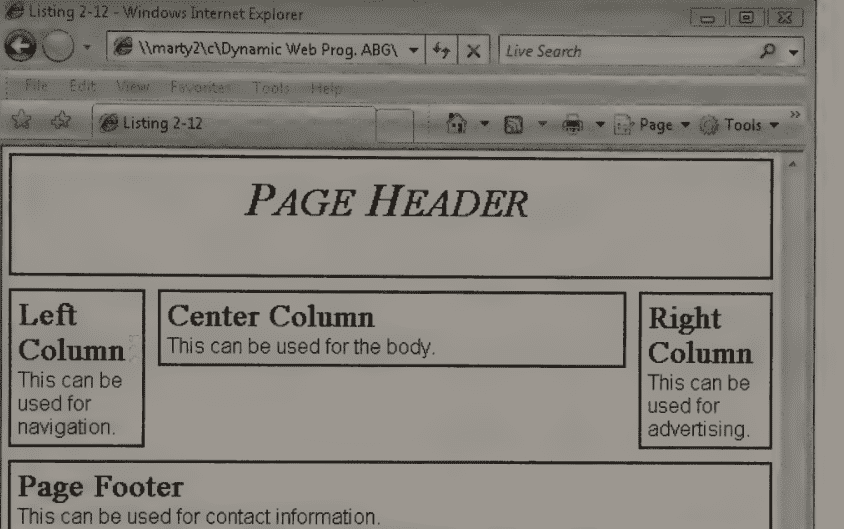 Listing 2-12 - Windows Internet Explorer
\\marty2\c\Dynamic Web Prog. ABG\
Live Search
File Edit View Favorites Tools Help
Listing 2-12
Page
Tools
»
PAGE HEADER
Left
Column
This can be
used for
navigation.
Center Column
This can be used for the body.
Right
Column
This can be
used for
advertising.
Page Footer
This can be used for contact information.